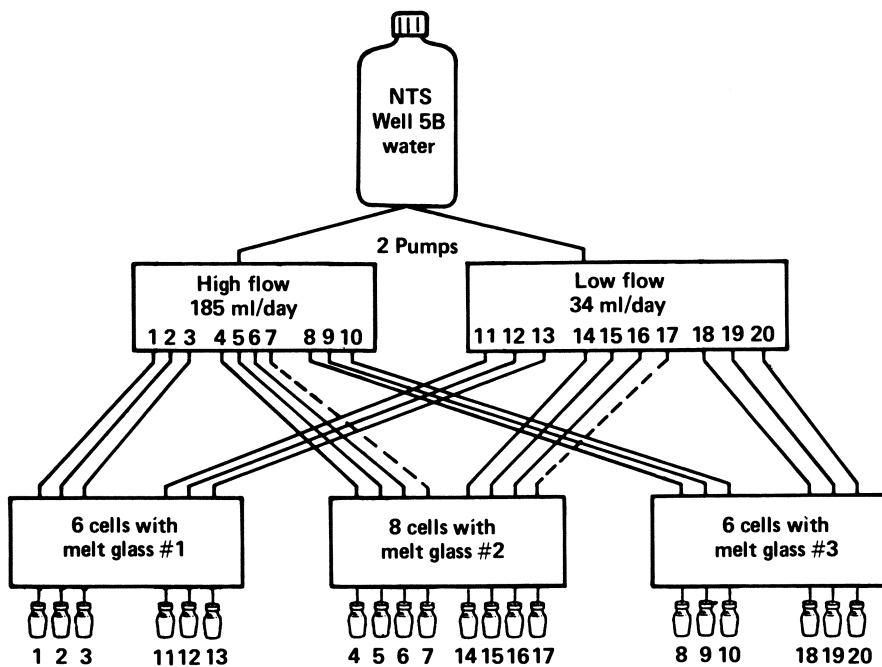 NTS
Well 5B
water
2 Pumps
High flow
185 ml/day
1 2 3 4 5 6 7 8 9 10
Low flow
34 ml/day
11 12 13 14 15 16 17 18 19 20
6 cells with
melt glass #1
8 cells with
melt glass #2
6 cells with
melt glass #3
1 2 3 11 12 13 4 5 6 7 14 15 16 17 8 9 10 18 19 20